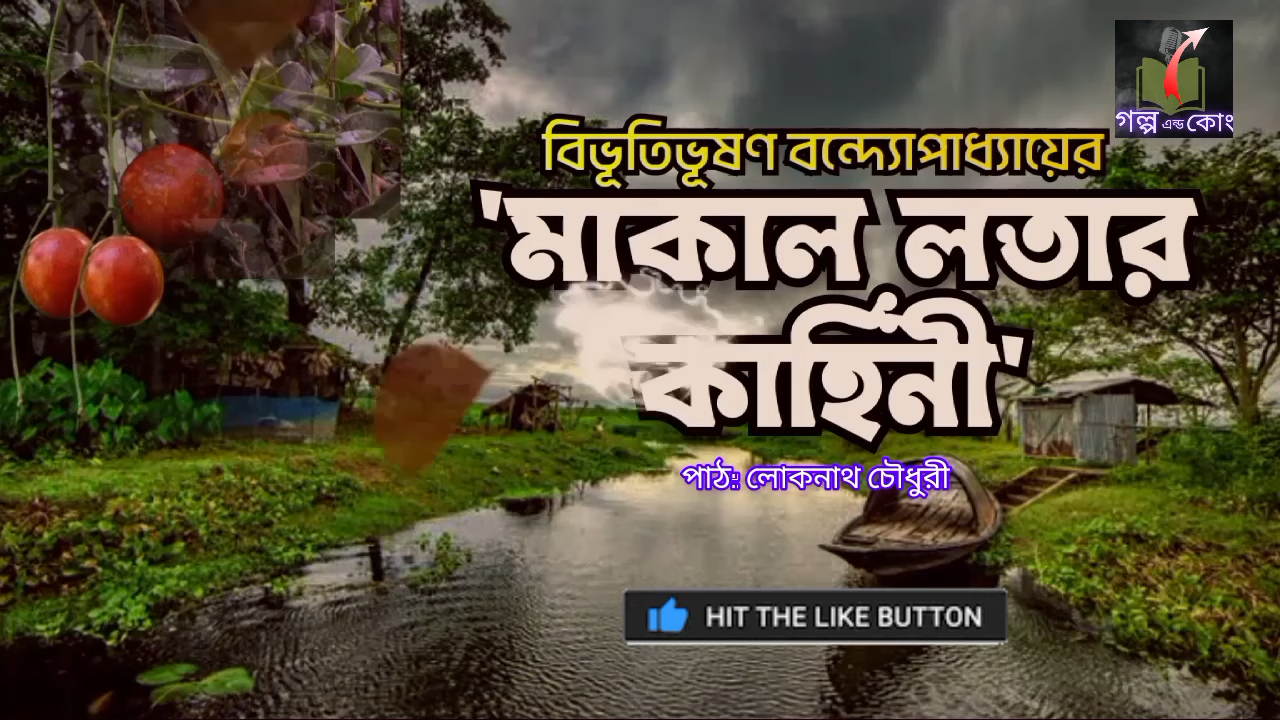 গল্প এন্ড কোং
বিভূতিভূষণ বন্দ্যোপাধ্যায়ের
'মাকাল লতার
কাহিনী'
পাঠ: লোকনাথ চৌধুরী
HIT THE LIKE BUTTON